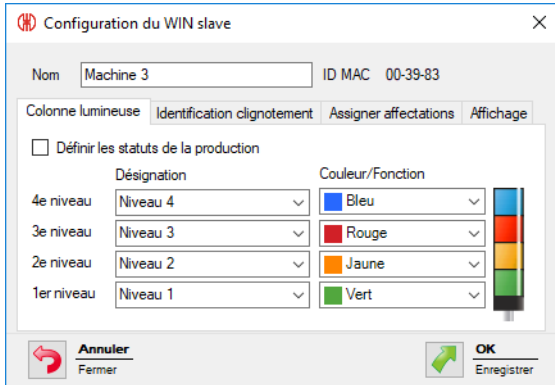 Configuration du WIN slave
Nom Machine 3 ID MAC 00-39-83
Colonne lumineuse Identification clignotement Assigner affectations Affichage
Définir les statuts de la production
Désignation Couleur/Fonction
4e niveau Niveau 4 Bleu
3e niveau Niveau 3 Rouge
2e niveau Niveau 2 Jaune
1er niveau Niveau 1 Vert
Annuler OK
Fermer Enregistrer